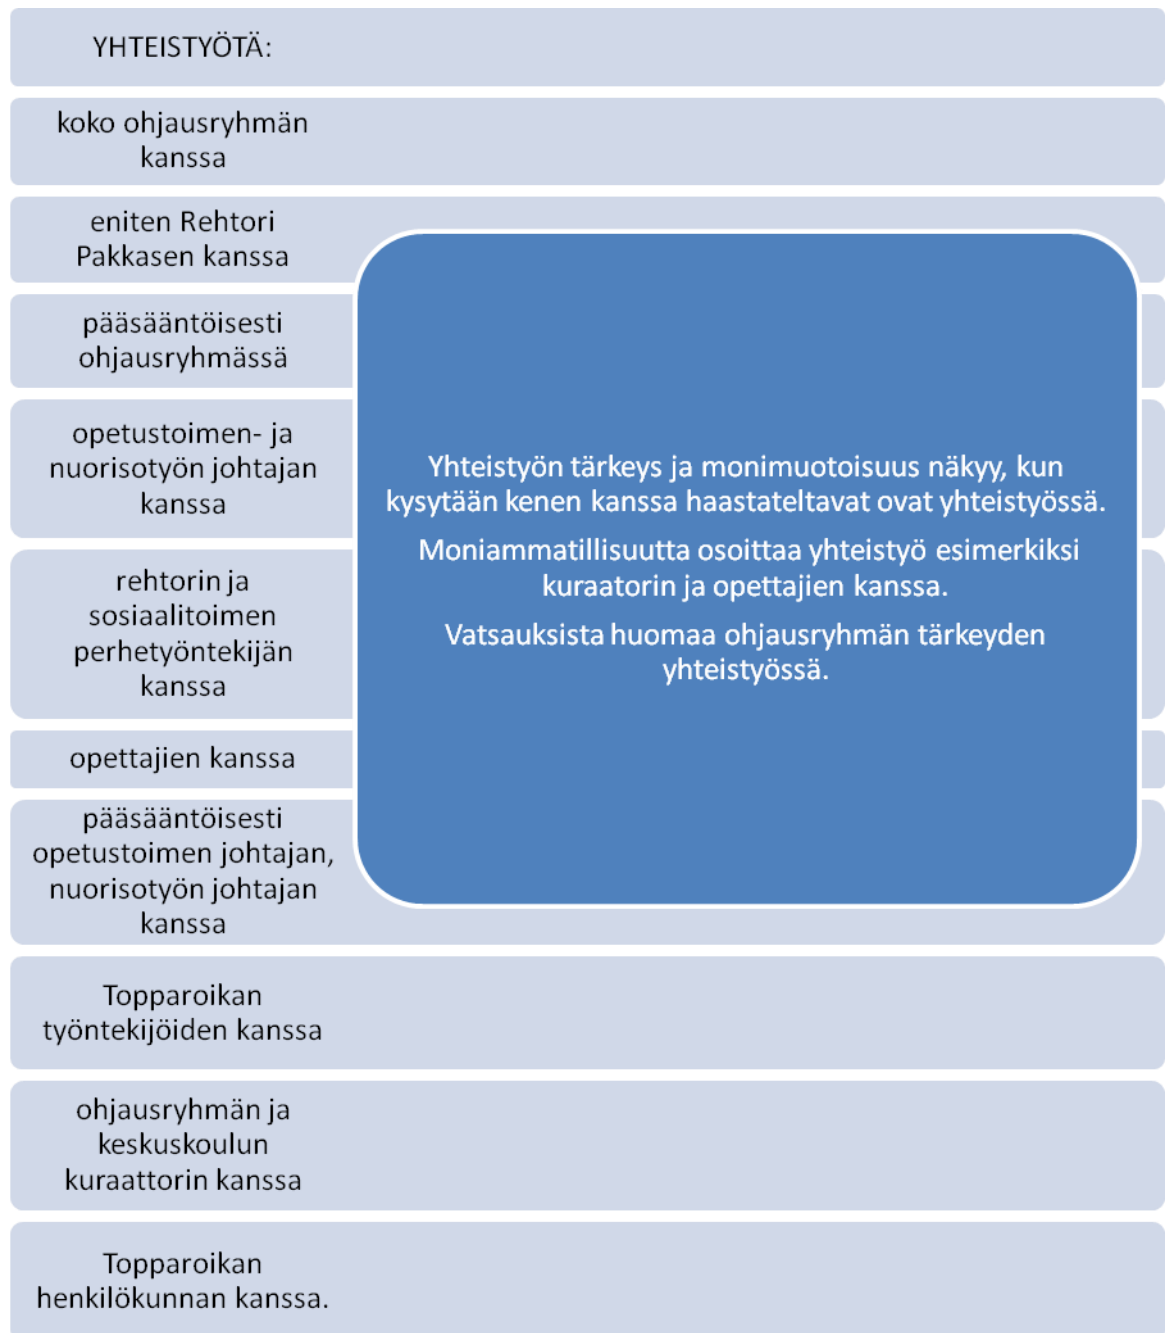 YHTEISTYÖTÄ:
koko ohjausryhmän
kanssa
eniten Rehtori
Pakkasen kanssa
pääsääntöisesti
ohjausryhmässä
opetustoimen- ja
nuorisotyön johtajan
kanssa
rehtorin ja
sosiaalitoimen
perhetyöntekijän
kanssa
opettajien kanssa
pääsääntöisesti
opetustoimen johtajan,
nuorisotyön johtajan
kanssa
Topparoikan
työntekijöiden kanssa
ohjausryhmän ja
keskuskoulun
kuraattorin kanssa
Topparoikan
henkilökunnan kanssa.
Yhteistyön tärkeys ja monimuotoisuus näkyy, kun
kysytään kenen kanssa haastateltavat ovat yhteistyössä.
Moniammatillisuutta osoittaa yhteistyö esimerkiksi
kuraatorin ja opettajien kanssa.
Vatsauksista huomaa ohjausryhmän tärkeyden
yhteistyössä.